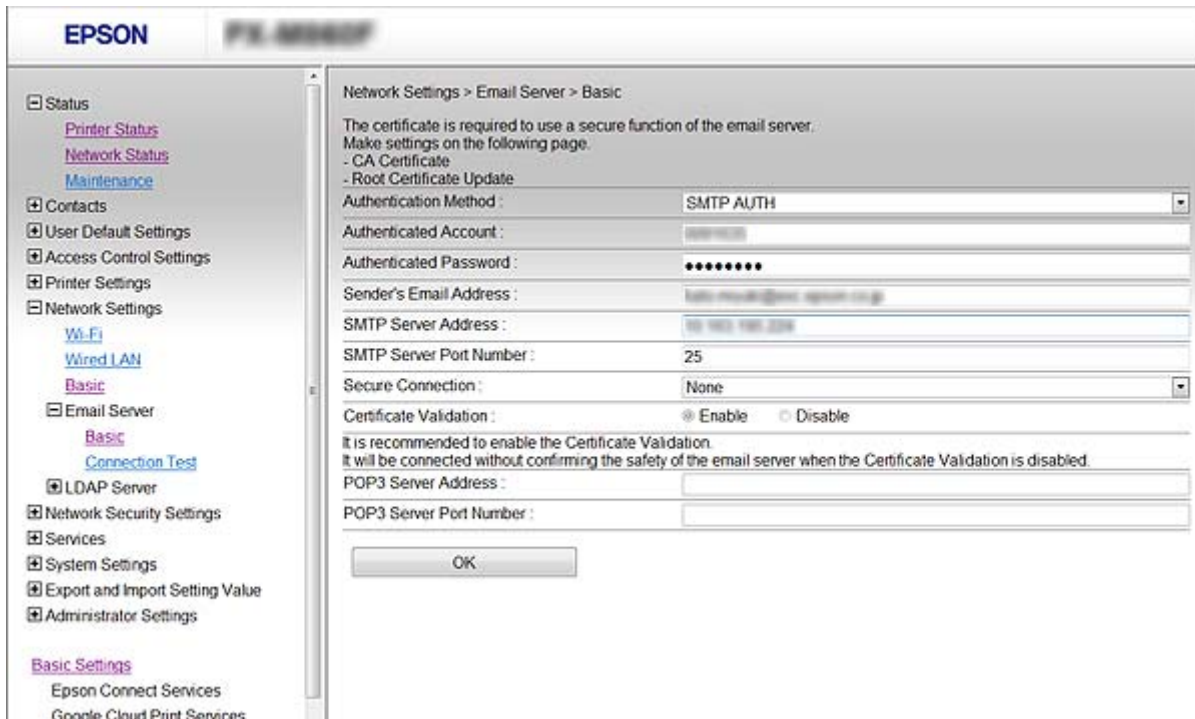 EPSON
Status
Printer Status
Network Status
Maintenance
Contacts
User Default Settings
Access Control Settings
Printer Settings
Network Settings
Wi-Fi
Wired LAN
Basic
Email Server
Basic
Connection Test
LDAP Server
Network Security Settings
Services
System Settings
Export and Import Setting Value
Administrator Settings
Basic Settings
Epson Connect Services
Google Cloud Print Services
Network Settings > Email Server > Basic
The certificate is required to use a secure function of the email server.
Make settings on the following page.
- CA Certificate
- Root Certificate Update
Authentication Method : SMTP AUTH
Authenticated Account :
Authenticated Password : ●●●●●●●●
Sender's Email Address :
SMTP Server Address :
SMTP Server Port Number : 25
Secure Connection : None
Certificate Validation : Enable Disable
It is recommended to enable the Certificate Validation.
It will be connected without confirming the safety of the email server when the Certificate Validation is disabled.
POP3 Server Address :
POP3 Server Port Number :
OK